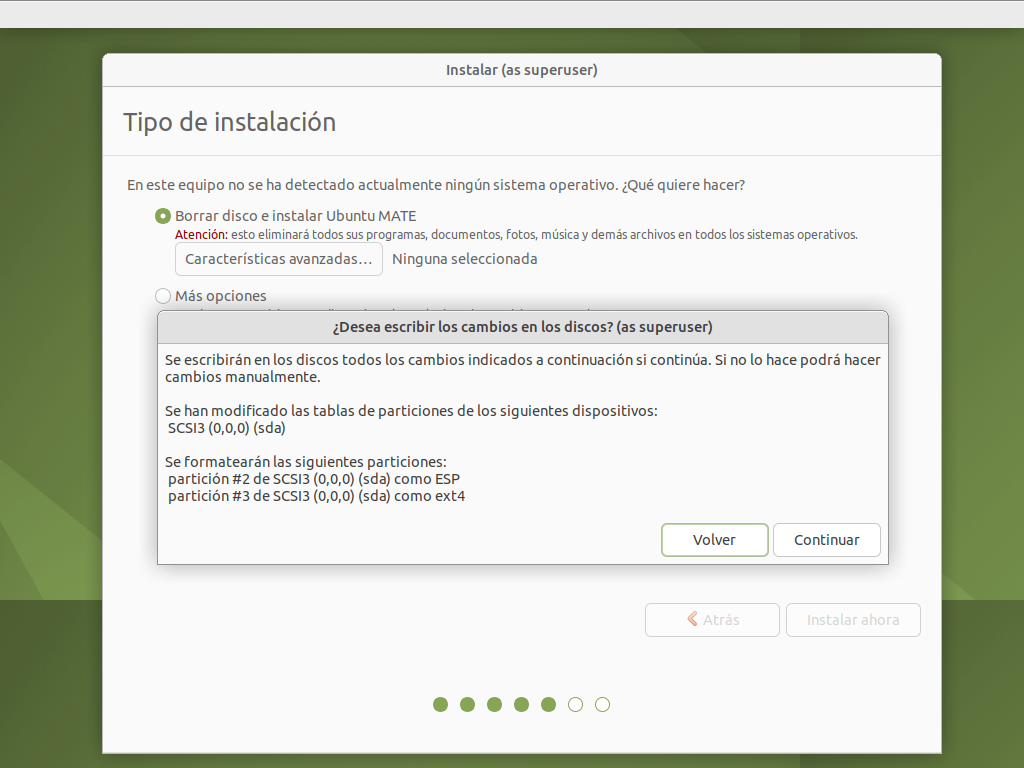 Instalar (as superuser)
Tipo de instalación
En este equipo no se ha detectado actualmente ningún sistema operativo. ¿Qué quiere hacer?
Borrar disco e instalar Ubuntu MATE
Atención: esto eliminará todos sus programas, documentos, fotos, música y demás archivos en todos los sistemas operativos.
Características avanzadas... Ninguna seleccionada
Más opciones
¿Desea escribir los cambios en los discos? (as superuser)
Se escribirán en los discos todos los cambios indicados a continuación si continúa. Si no lo hace podrá hacer
cambios manualmente.
Se han modificado las tablas de particiones de los siguientes dispositivos:
SCSI3 (0,0,0) (sda)
Se formatearán las siguientes particiones:
partición #2 de SCSI3 (0,0,0) (sda) como ESP
partición #3 de SCSI3 (0,0,0) (sda) como ext4
Volver Continuar
Atrás Instalar ahora